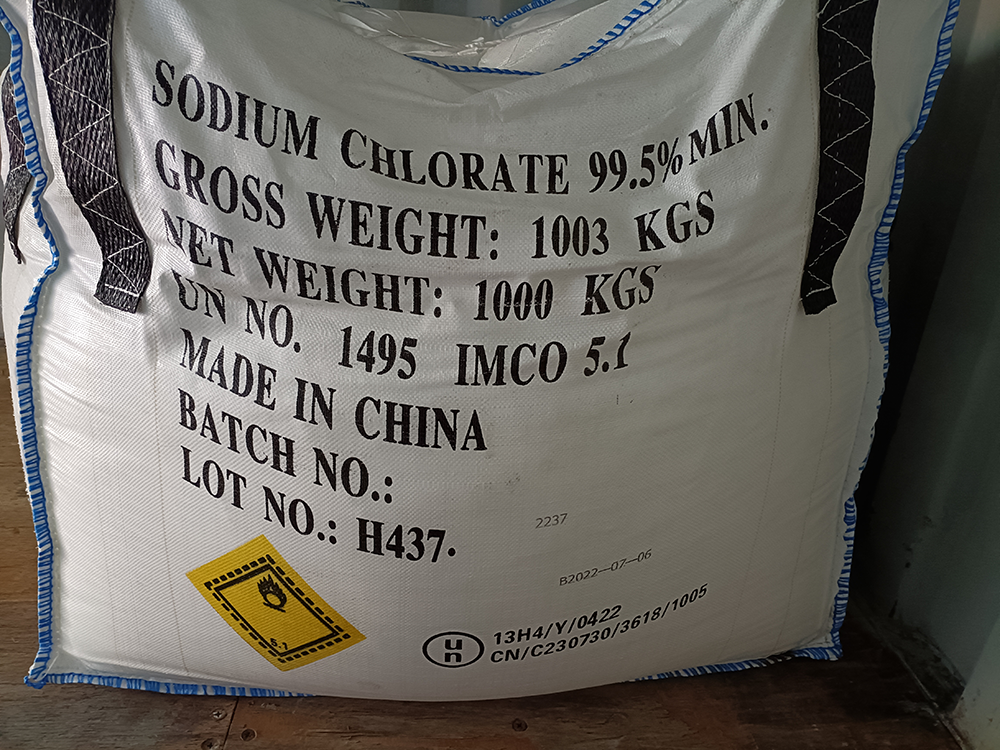 SODIUM CHLORATE 99.5% MIN.
GROSS WEIGHT: 1003 KGS
NET WEIGHT: 1000 KGS
UN NO. 1495 IMCO 5.1
MADE IN CHINA
BATCH NO.:
LOT NO.: H437.
2237
B2022-07-06
5.1
un
13H4/Y/0422
CN/C230730/3618/1005